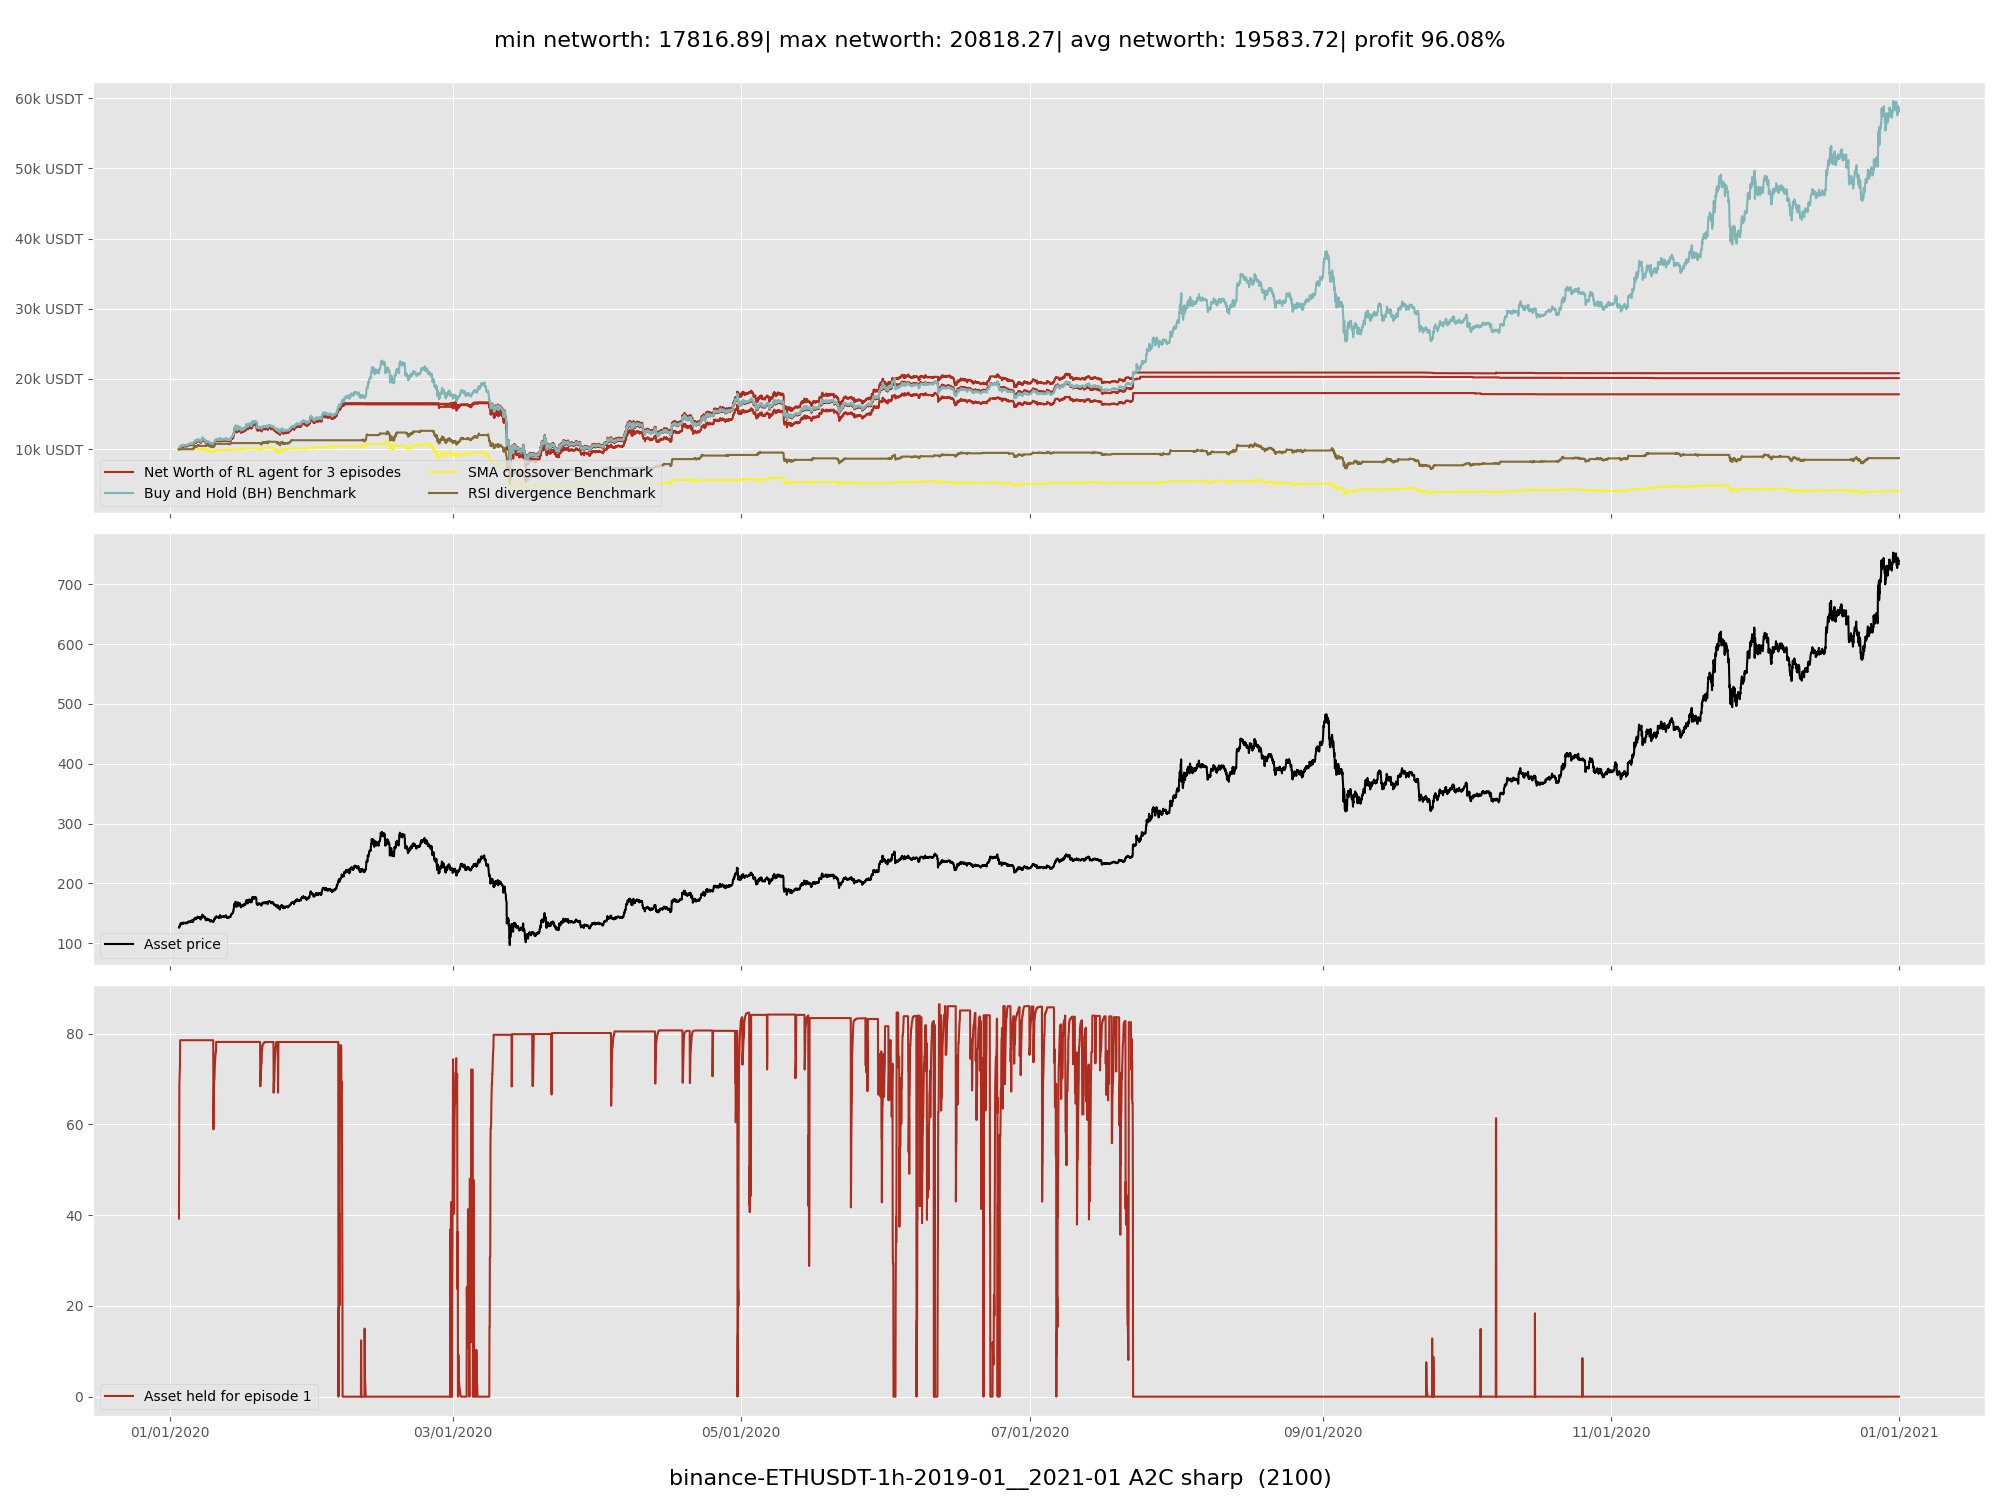 min networth: 17816.89| max networth: 20818.27| avg networth: 19583.72| profit 96.08%
60k USDT
50k USDT
40k USDT
30k USDT
20k USDT
10k USDT
Net Worth of RL agent for 3 episodes
Buy and Hold (BH) Benchmark
SMA crossover Benchmark
RSI divergence Benchmark
700
600
500
400
300
200
100
Asset price
80
60
40
20
0
Asset held for episode 1
01/01/2020 03/01/2020 05/01/2020 07/01/2020 09/01/2020 11/01/2020 01/01/2021
binance-ETHUSDT-1h-2019-01__2021-01 A2C sharp (2100)